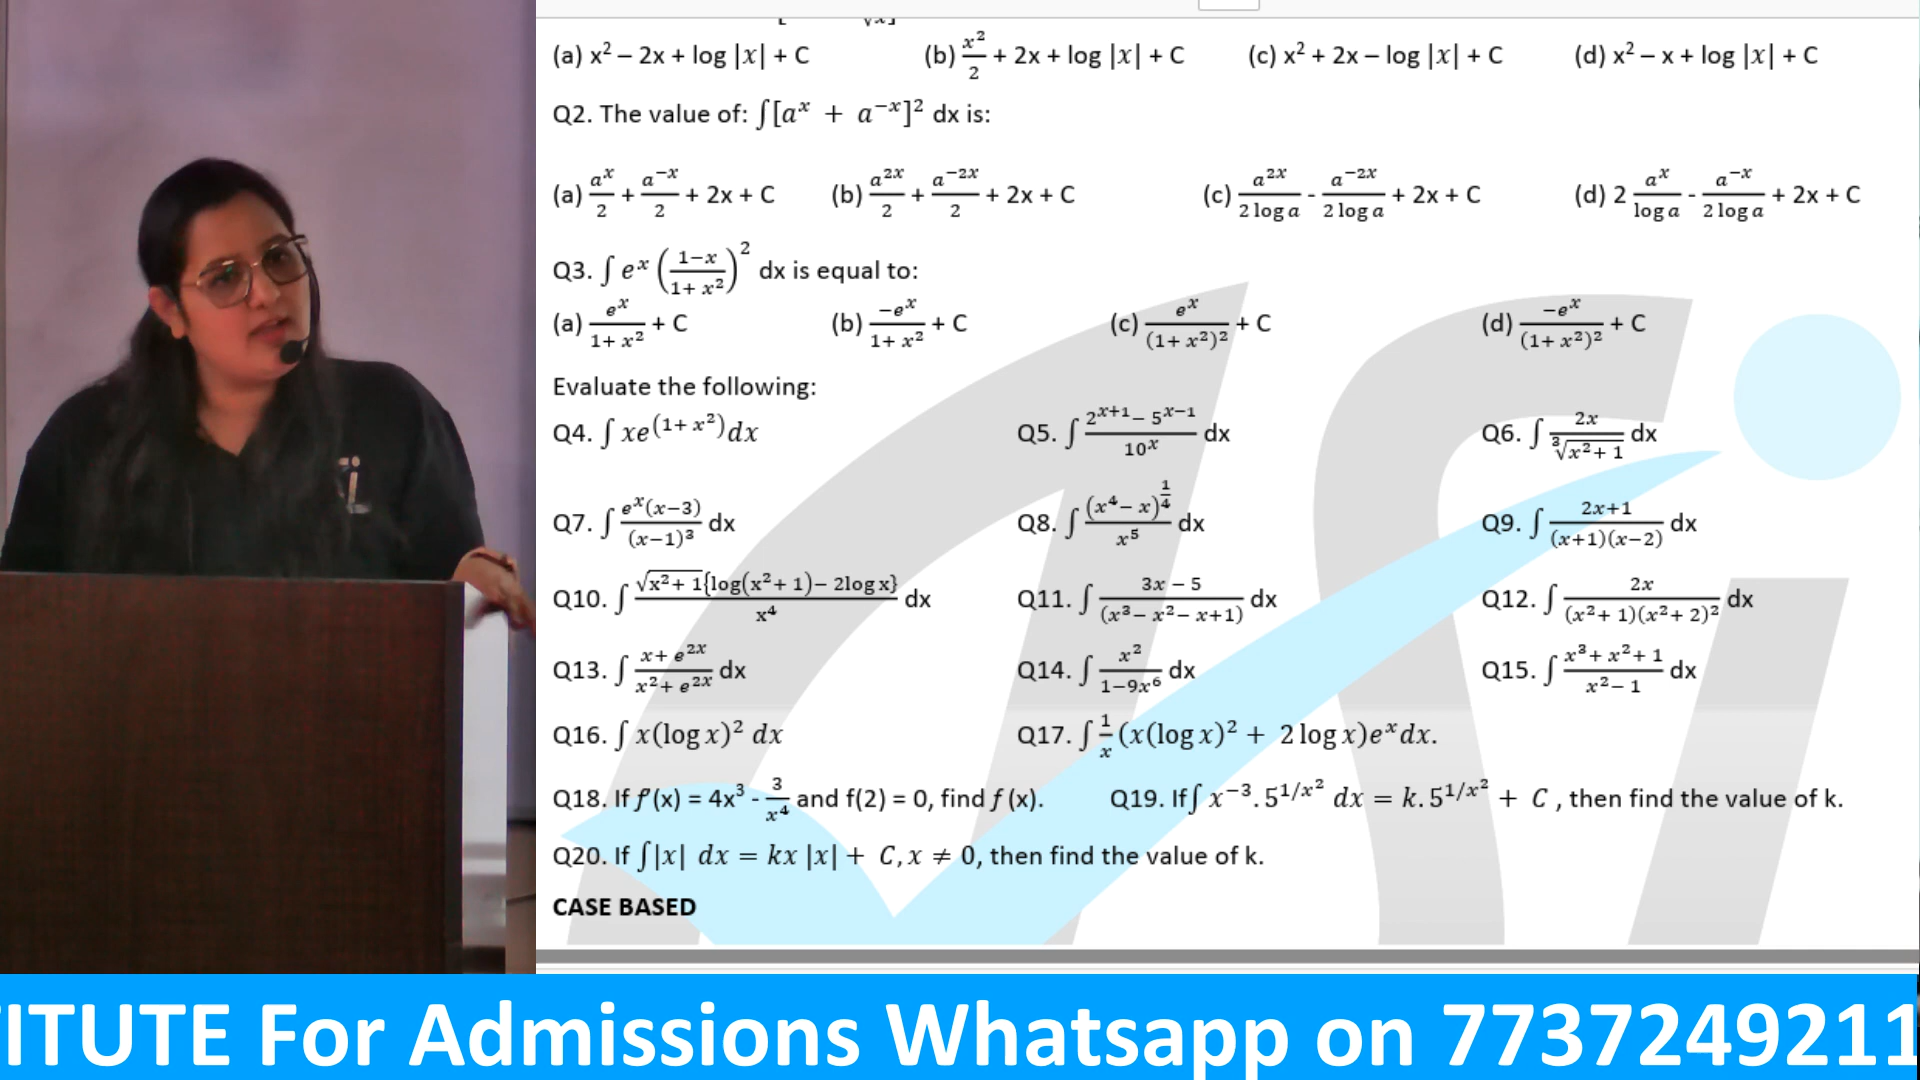 (a) x² – 2x + log |x| + C (b) x²/2 + 2x + log |x| + C (c) x² + 2x – log |x| + C (d) x² – x + log |x| + C
Q2. The value of: ∫[aˣ + a⁻ˣ]² dx is:
(a) aˣ/2 + a⁻ˣ/2 + 2x + C (b) a²ˣ/2 + a⁻²ˣ/2 + 2x + C (c) a²ˣ/(2 log a) - a⁻²ˣ/(2 log a) + 2x + C (d) 2 aˣ/(log a) - a⁻ˣ/(2 log a) + 2x + C
Q3. ∫ eˣ ((1−x)/(1+ x²))² dx is equal to:
(a) eˣ/(1+ x²) + C (b) −eˣ/(1+ x²) + C (c) eˣ/(1+ x²)² + C (d) −eˣ/(1+ x²)² + C
Evaluate the following:
Q4. ∫ xe^(1+ x²) dx Q5. ∫ (2ˣ⁺¹ − 5ˣ⁻¹)/10ˣ dx Q6. ∫ 2x/∛(x²+ 1) dx
Q7. ∫ eˣ(x−3)/(x−1)³ dx Q8. ∫ (x⁴− x)^(1/4)/x⁵ dx Q9. ∫ (2x+1)/((x+1)(x−2)) dx
Q10. ∫ √(x²+ 1){log(x²+ 1)− 2log x}/x⁴ dx Q11. ∫ (3x − 5)/(x³− x²− x+1) dx Q12. ∫ 2x/((x²+ 1)(x²+ 2)²) dx
Q13. ∫ (x+ e²ˣ)/(x²+ e²ˣ) dx Q14. ∫ x²/(1−9x⁶) dx Q15. ∫ (x³+ x²+ 1)/(x²− 1) dx
Q16. ∫ x(log x)² dx Q17. ∫ 1/x (x(log x)² + 2 log x)eˣdx.
Q18. If f'(x) = 4x³ - 3/x⁴ and f(2) = 0, find f (x). Q19. If∫ x⁻³. 5^(1/x²) dx = k. 5^(1/x²) + C , then find the value of k.
Q20. If ∫|x| dx = kx |x| + C, x ≠ 0, then find the value of k.
CASE BASED
ITUTE For Admissions Whatsapp on 7737249211